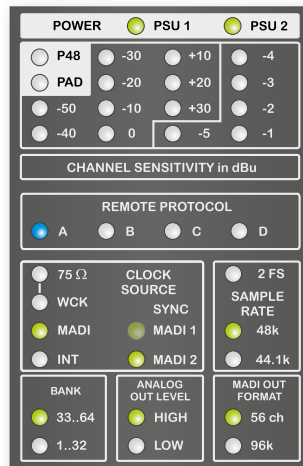 POWER PSU 1 PSU 2
P48 -30 +10 -4
PAD -20 +20 -3
-50 -10 +30 -2
-40 0 -5 -1
CHANNEL SENSITIVITY in dBu
REMOTE PROTOCOL
A B C D
75 Ω
WCK
MADI
INT
CLOCK
SOURCE
SYNC
MADI 1
MADI 2
2 FS
SAMPLE
RATE
48k
44.1k
BANK
33..64
1..32
ANALOG
OUT LEVEL
HIGH
LOW
MADI OUT
FORMAT
56 ch
96k